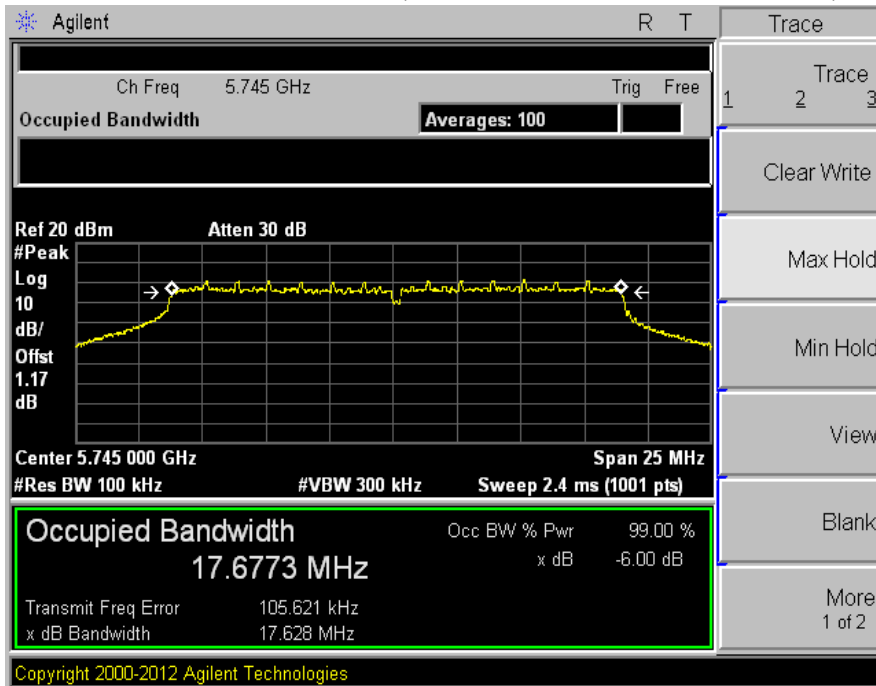 Agilent R T Trace
Ch Freq 5.745 GHz Trig Free
Occupied Bandwidth Averages: 100
Trace
1 2 3
Clear Write
Ref 20 dBm Atten 30 dB
#Peak
Log
10
dB/
Offst
1.17
dB
Max Hold
Min Hold
View
Center 5.745 000 GHz Span 25 MHz
#Res BW 100 kHz #VBW 300 kHz Sweep 2.4 ms (1001 pts)
Occupied Bandwidth Occ BW % Pwr 99.00 %
17.6773 MHz x dB -6.00 dB
Transmit Freq Error 105.621 kHz
x dB Bandwidth 17.628 MHz
Blank
More
1 of 2
Copyright 2000-2012 Agilent Technologies